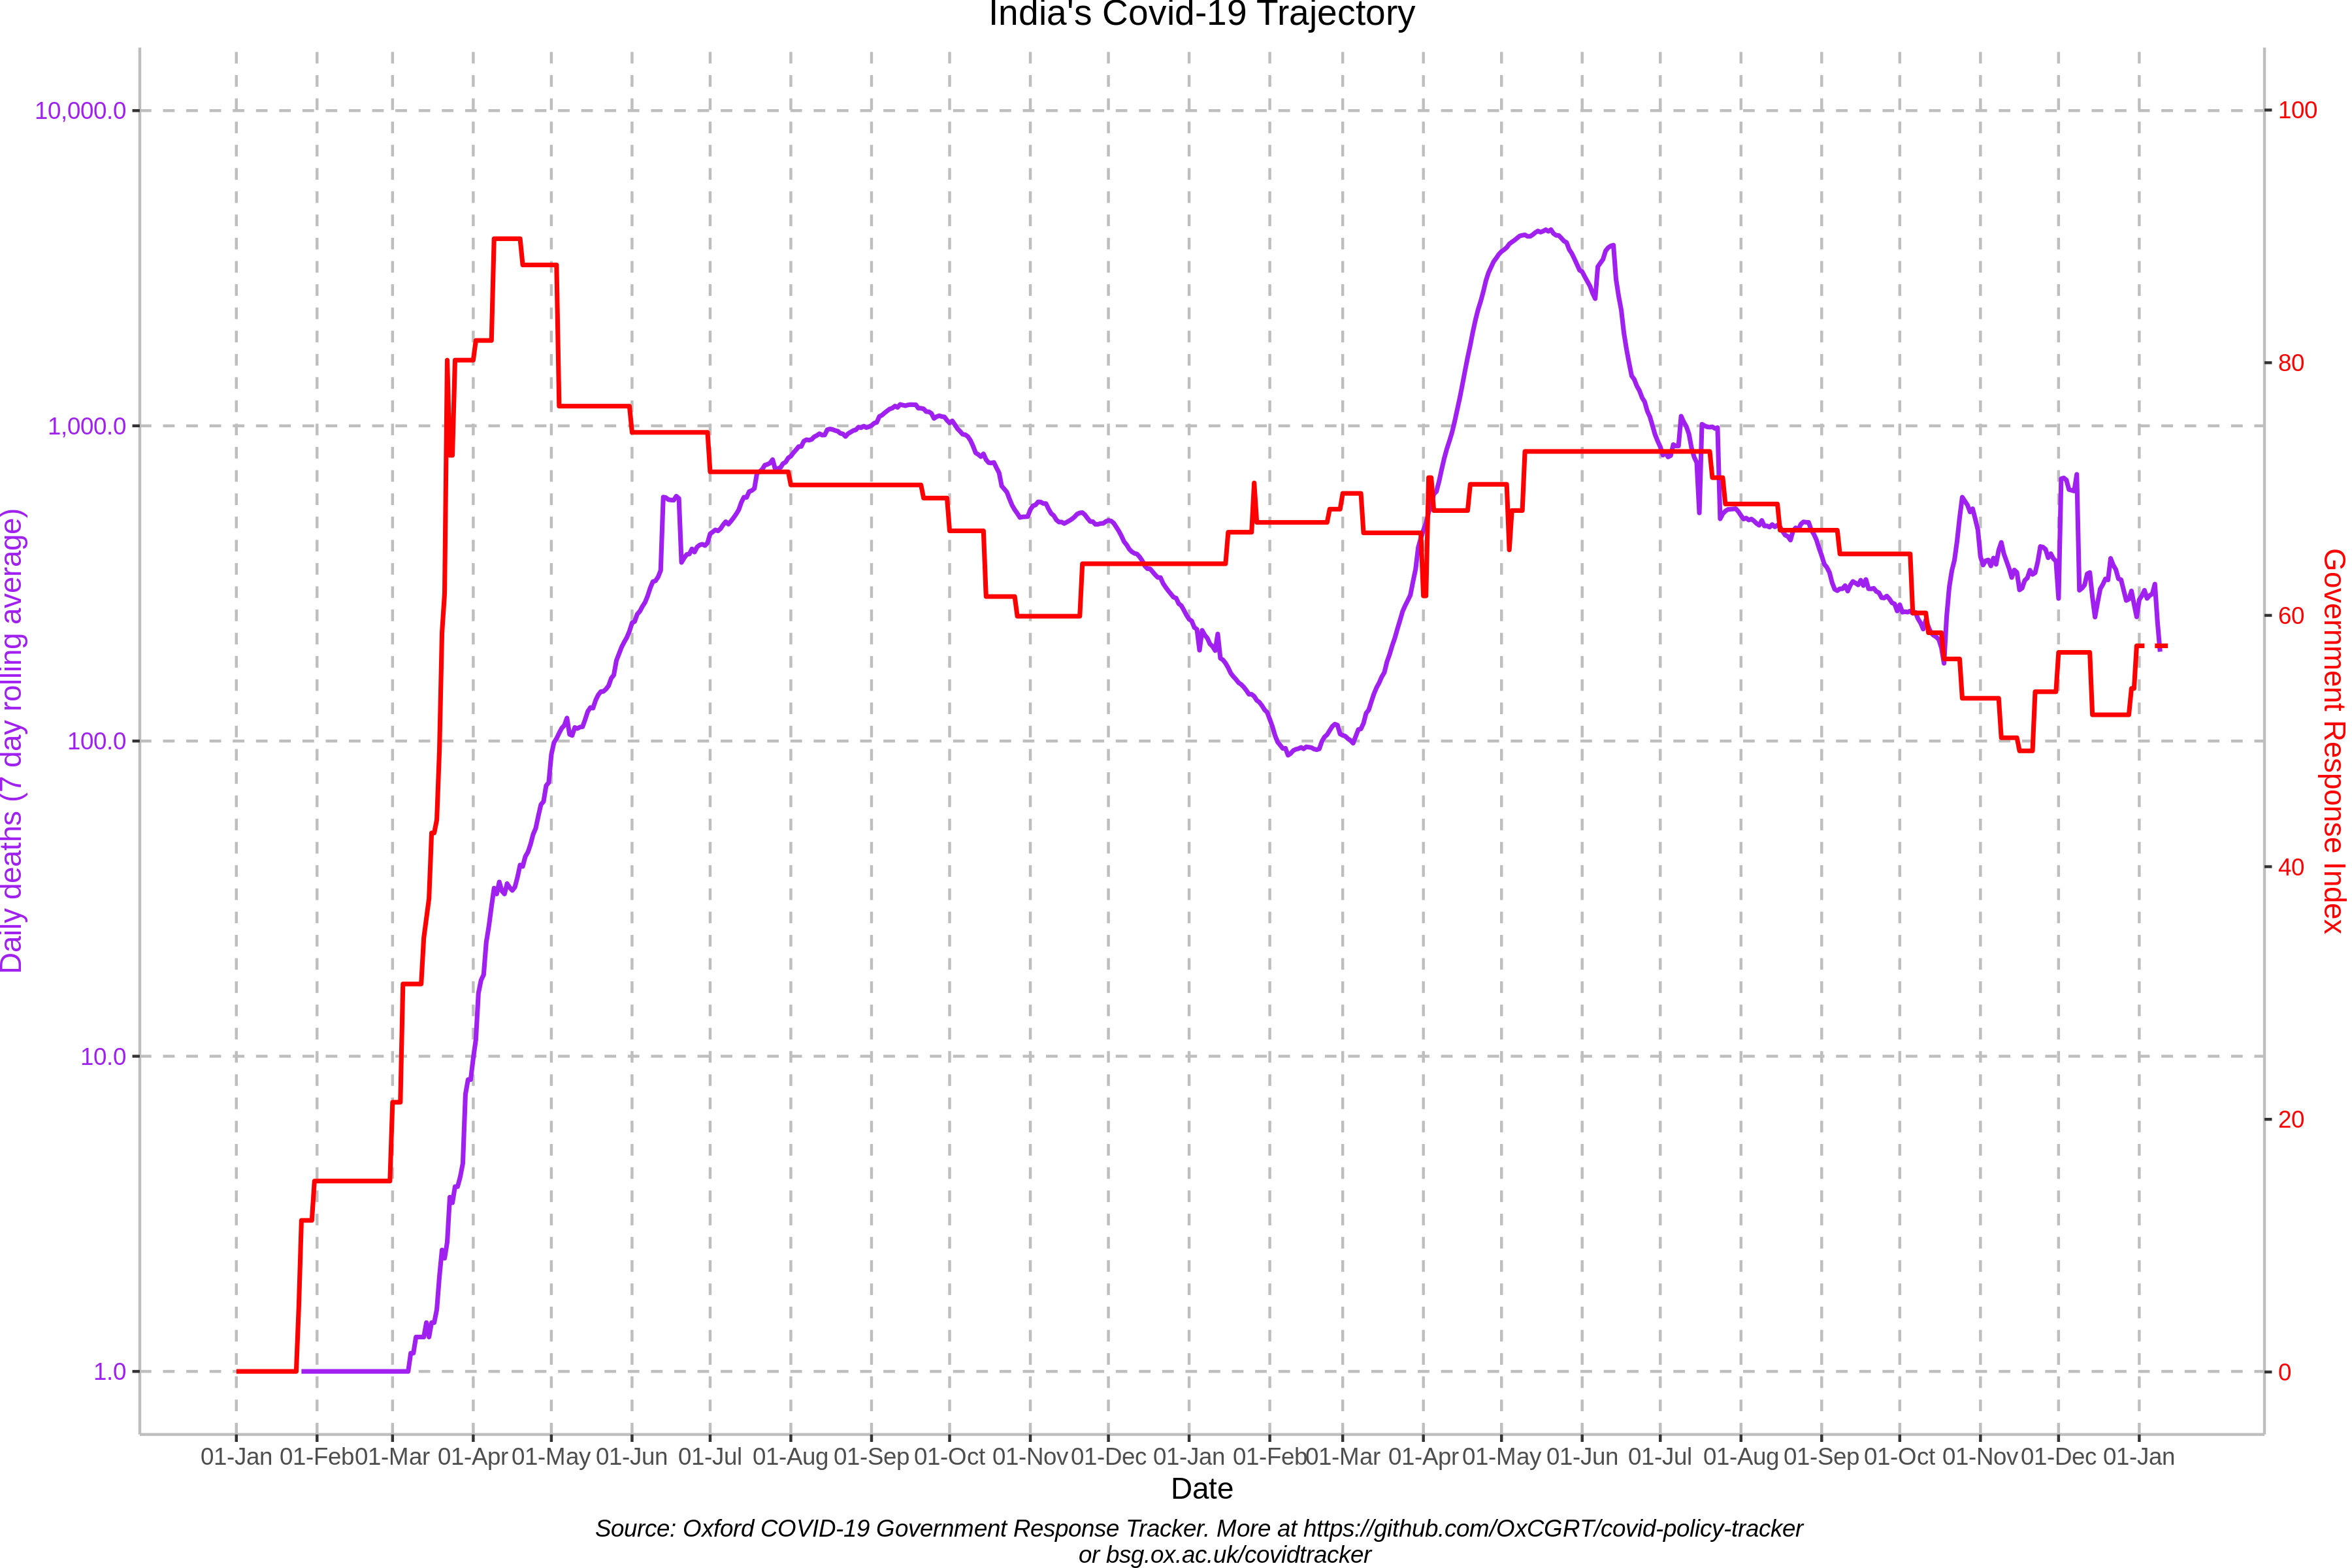 India's Covid-19 Trajectory
10,000.0
1,000.0
100.0
10.0
1.0
Daily deaths (7 day rolling average)
100
80
60
40
20
0
Government Response Index
01-Jan 01-Feb 01-Mar 01-Apr 01-May 01-Jun 01-Jul 01-Aug 01-Sep 01-Oct 01-Nov 01-Dec 01-Jan 01-Feb 01-Mar 01-Apr 01-May 01-Jun 01-Jul 01-Aug 01-Sep 01-Oct 01-Nov 01-Dec 01-Jan
Date
Source: Oxford COVID-19 Government Response Tracker. More at https://github.com/OxCGRT/covid-policy-tracker
or bsg.ox.ac.uk/covidtracker